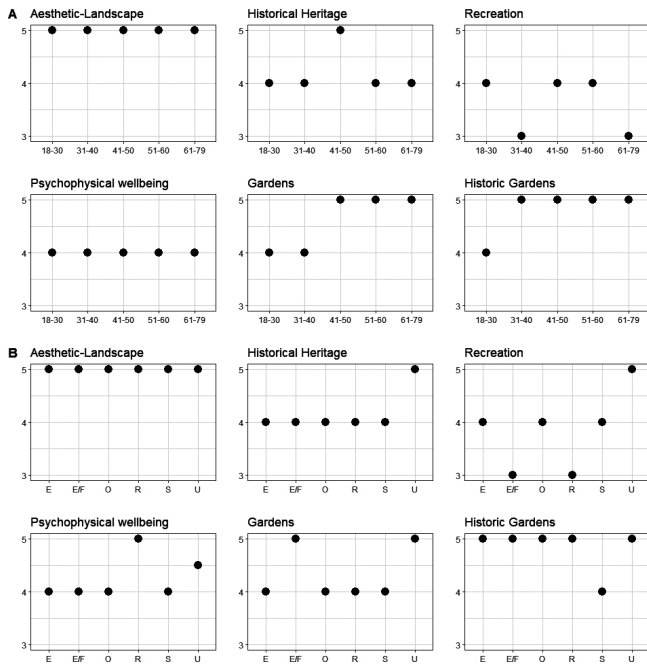 A Aesthetic-Landscape Historical Heritage Recreation
5 5 5
4 4 4
3 3 3
18-30 31-40 41-50 51-60 61-79 18-30 31-40 41-50 51-60 61-79 18-30 31-40 41-50 51-60 61-79
Psychophysical wellbeing Gardens Historic Gardens
5 5 5
4 4 4
3 3 3
18-30 31-40 41-50 51-60 61-79 18-30 31-40 41-50 51-60 61-79 18-30 31-40 41-50 51-60 61-79
B Aesthetic-Landscape Historical Heritage Recreation
5 5 5
4 4 4
3 3 3
E E/F O R S U E E/F O R S U E E/F O R S U
Psychophysical wellbeing Gardens Historic Gardens
5 5 5
4 4 4
3 3 3
E E/F O R S U E E/F O R S U E E/F O R S U